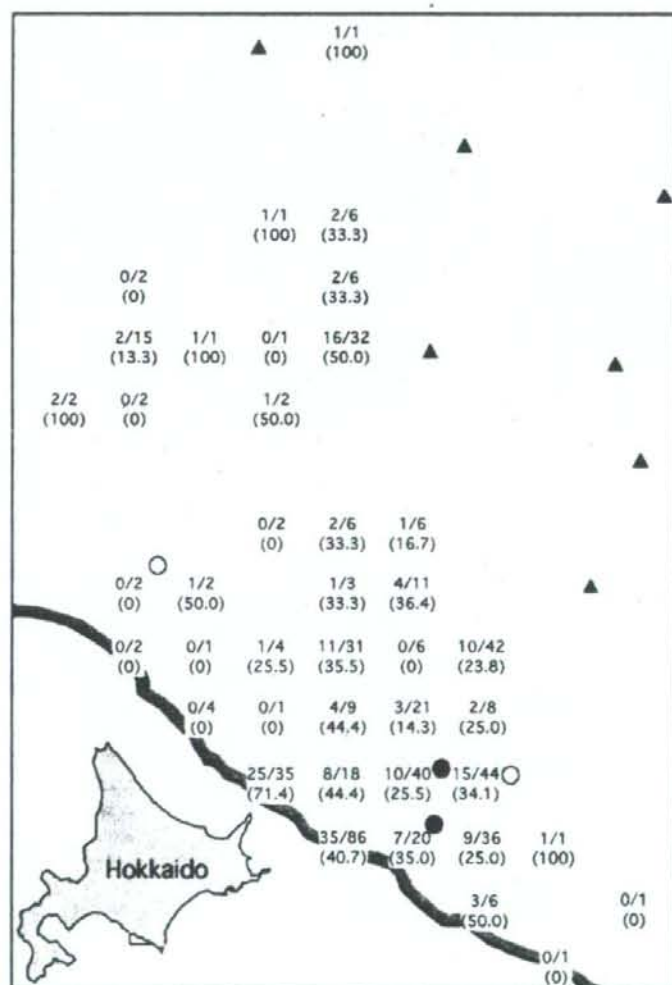 1/1
(100)
1/1 2/6
(100) (33.3)
0/2 2/6
(0) (33.3)
2/15 1/1 0/1 16/32
(13.3) (100) (0) (50.0)
2/2 0/2 1/2
(100) (0) (50.0)
0/2 2/6 1/6
(0) (33.3) (16.7)
0/2 1/2 1/3 4/11
(0) (50.0) (33.3) (36.4)
0/2 0/1 1/4 11/31 0/6 10/42
(0) (0) (25.5) (35.5) (0) (23.8)
0/4 0/1 4/9 3/21 2/8
(0) (0) (44.4) (14.3) (25.0)
25/35 8/18 10/40 15/44
(71.4) (44.4) (25.5) (34.1)
35/86 7/20 9/36 1/1
(40.7) (35.0) (25.0) (100)
Hokkaido
3/6 0/1
(50.0) (0)
0/1
(0)